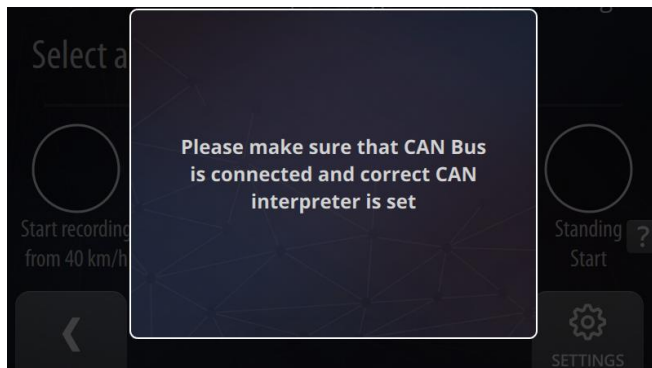 Select a
Please make sure that CAN Bus
is connected and correct CAN
interpreter is set
Start recording
from 40 km/h
Standing
Start
?
SETTINGS